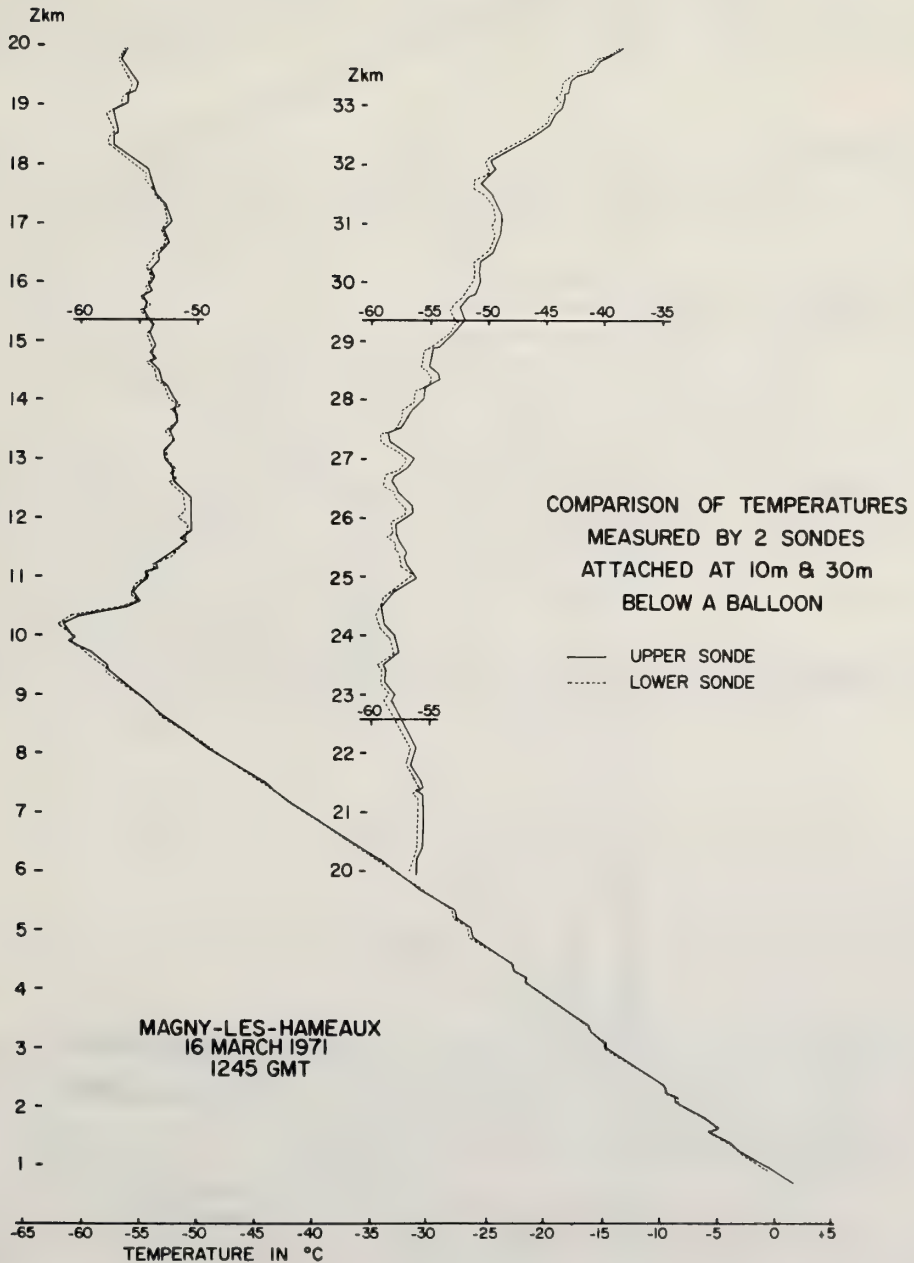 Zkm
20 -
19 -
18 -
17 -
16 -
-60 -50
15 -
14 -
13 -
12 -
11 -
10 -
9 -
8 -
7 -
6 -
5 -
4 -
3 -
2 -
1 -
Zkm
33 -
32 -
31 -
30 -
-60 -55 -50 -45 -40 -35
29 -
28 -
27 -
26 -
25 -
24 -
23 -
-60 -55
22 -
21 -
20 -
COMPARISON OF TEMPERATURES
MEASURED BY 2 SONDES
ATTACHED AT 10m & 30m
BELOW A BALLOON
UPPER SONDE
LOWER SONDE
MAGNY-LES-HAMEAUX
16 MARCH 1971
1245 GMT
-65 -60 -55 -50 -45 -40 -35 -30 -25 -20 -15 -10 -5 0 +5
TEMPERATURE IN °C